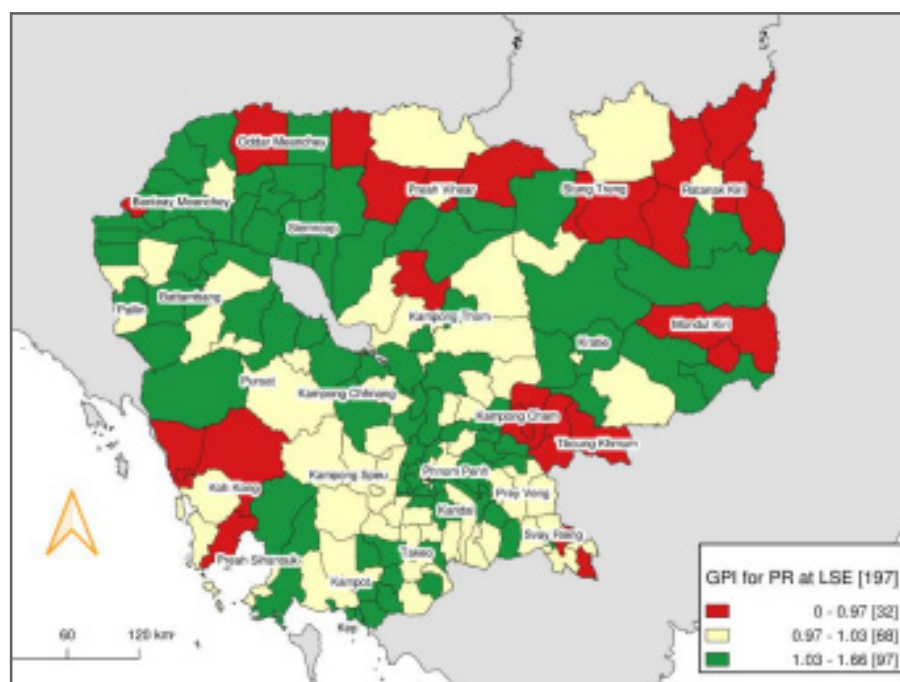 Oddar Meanchey
Preah Vihear
Stung Treng
Ratanak Kiri
Banteay Meanchey
Siemreap
Battambang
Pailin
Kampong Thom
Mondul Kiri
Kratie
Pursat
Kampong Chhnang
Kampong Cham
Tboung Khmum
Kampong Speu
Phnom Penh
Koh Kong
Prey Veng
Kandal
Svay Rieng
Takeo
Preah Sihanouk
Kampot
Kep
GPI for PR at LSE [197]
0 - 0.97 [32]
0.97 - 1.03 [68]
1.03 - 1.66 [97]
60 120 km